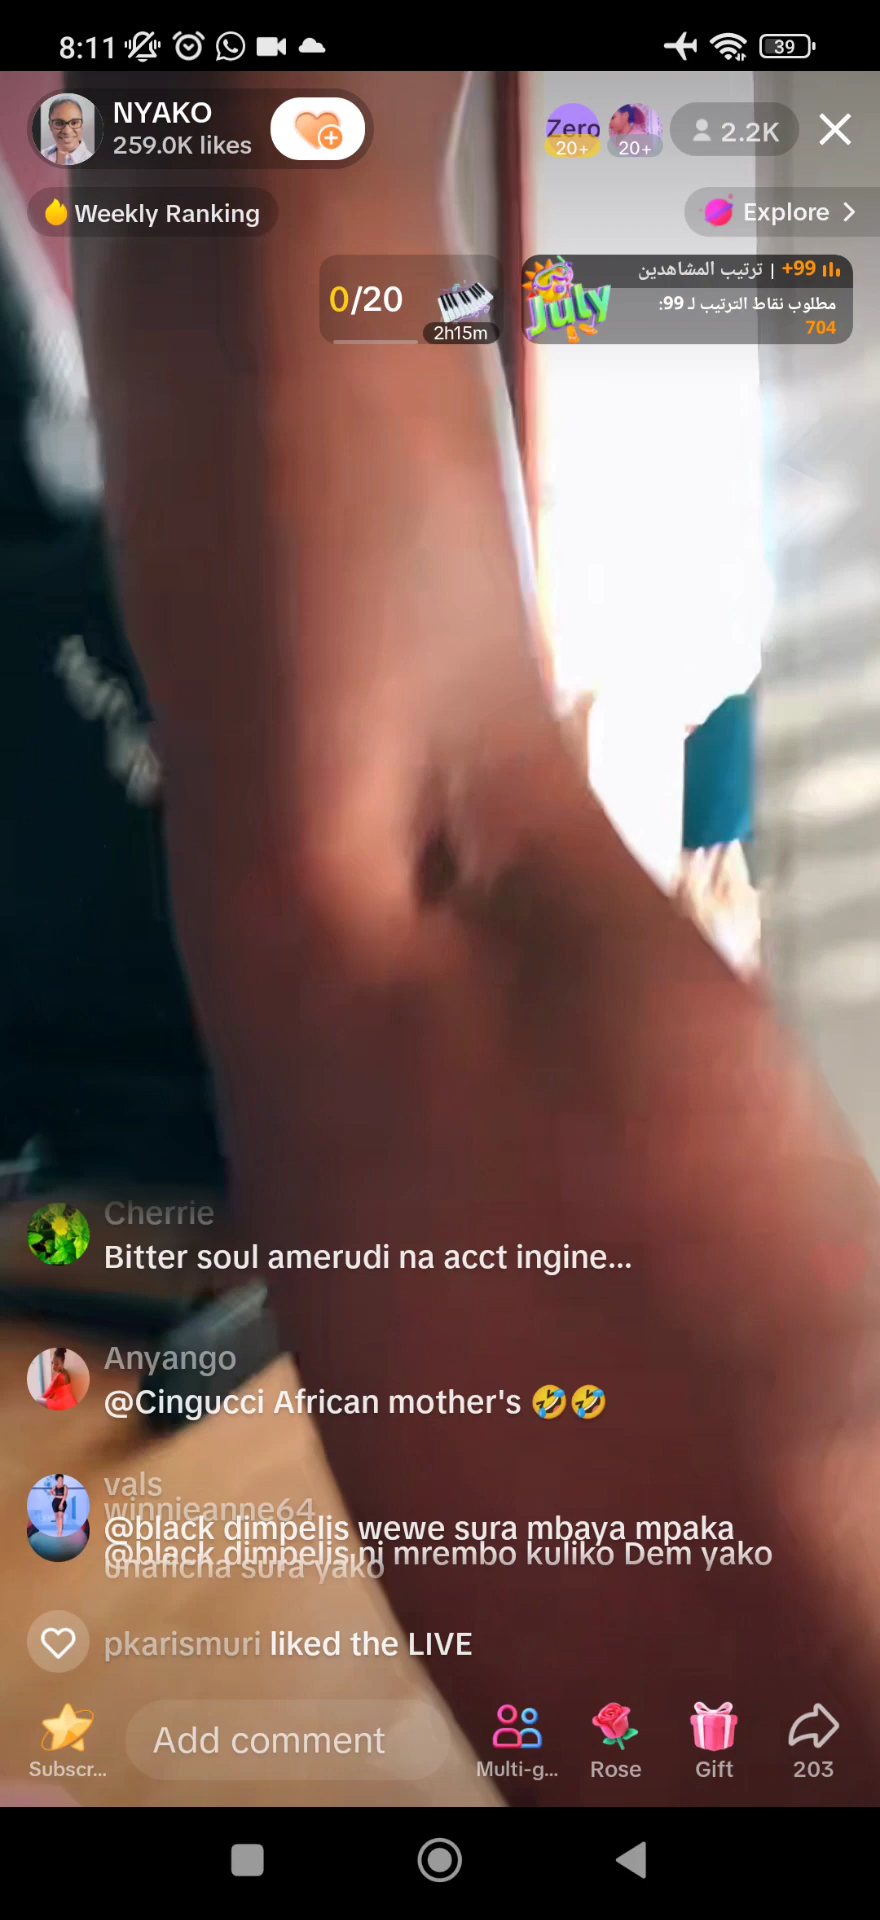 8:11
39
NYAKO
259.0K likes
Zero
20+
20+
2.2K
Weekly Ranking
Explore
0/20
2h15m
July
ترتيب المشاهدين | +99
مطلوب نقاط الترتيب لـ 99:
704
Cherrie
Bitter soul amerudi na acct ingine...
Anyango
@Cingucci African mother's 🤣🤣
vals
winnieanne64
@black dimpelis wewe sura mbaya mpaka
@black dimpelis ni mrembo kuliko Dem yako
unaficha sura yako
pkarismuri liked the LIVE
Subscr...
Add comment
Multi-g...
Rose
Gift
203